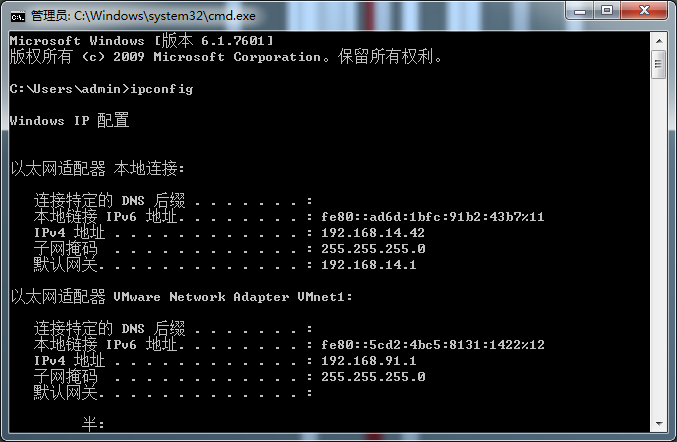 管理员: C:\Windows\system32\cmd.exe
Microsoft Windows [版本 6.1.7601]
版权所有 (c) 2009 Microsoft Corporation。保留所有权利。
C:\Users\admin>ipconfig
Windows IP 配置
以太网适配器 本地连接:
连接特定的 DNS 后缀 . . . . . . . :
本地链接 IPv6 地址. . . . . . . . : fe80::ad6d:1bfc:91b2:43b7%11
IPv4 地址 . . . . . . . . . . . . : 192.168.14.42
子网掩码  . . . . . . . . . . . . : 255.255.255.0
默认网关. . . . . . . . . . . . . : 192.168.14.1
以太网适配器 VMware Network Adapter VMnet1:
连接特定的 DNS 后缀 . . . . . . . :
本地链接 IPv6 地址. . . . . . . . : fe80::5cd2:4bc5:8131:1422%12
IPv4 地址 . . . . . . . . . . . . : 192.168.91.1
子网掩码  . . . . . . . . . . . . : 255.255.255.0
默认网关. . . . . . . . . . . . . :
半: